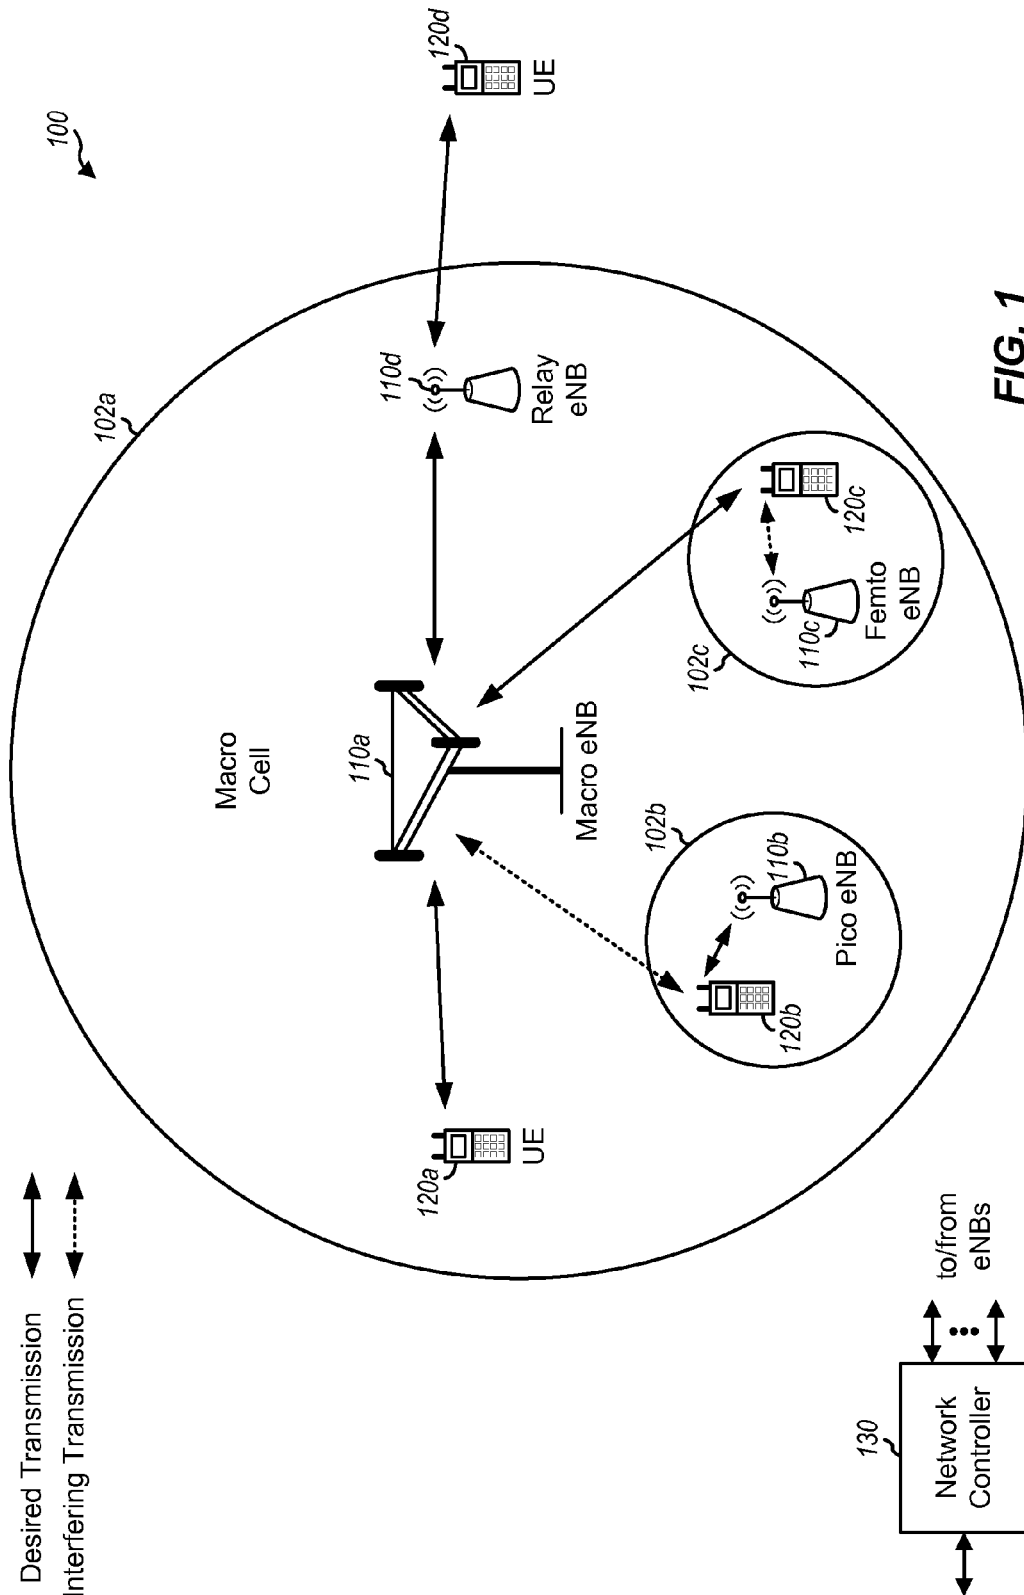 Desired Transmission
Interfering Transmission
100
102a
Macro
Cell
110a
Macro eNB
120a
UE
110d
Relay
eNB
120d
UE
102b
110b
Pico eNB
120b
102c
110c
Femto
eNB
120c
130
Network
Controller
to/from
eNBs
FIG. 1